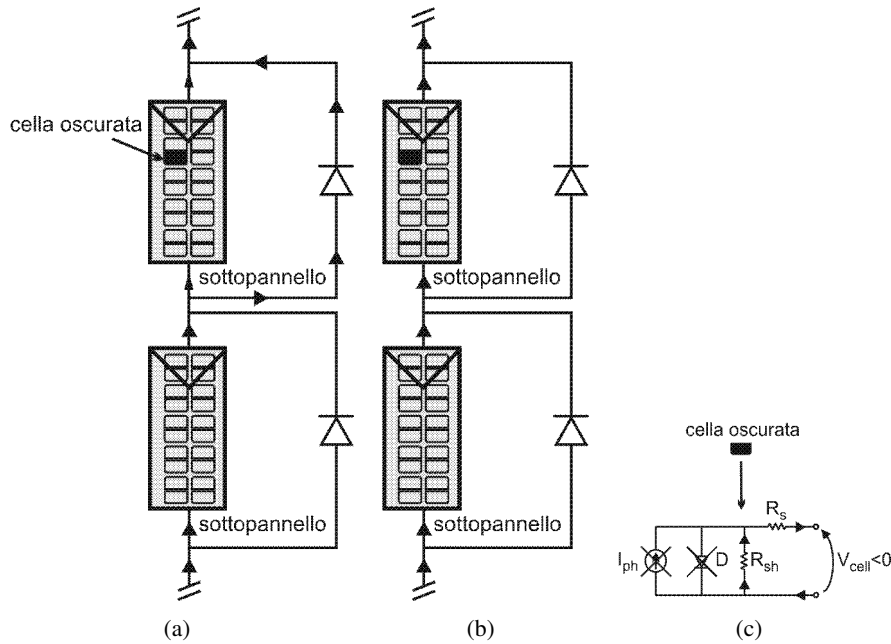 cella oscurata
sottopannello
sottopannello
sottopannello
sottopannello
cella oscurata
R_s
I_ph
D
R_sh
V_cell<0
(a)
(b)
(c)